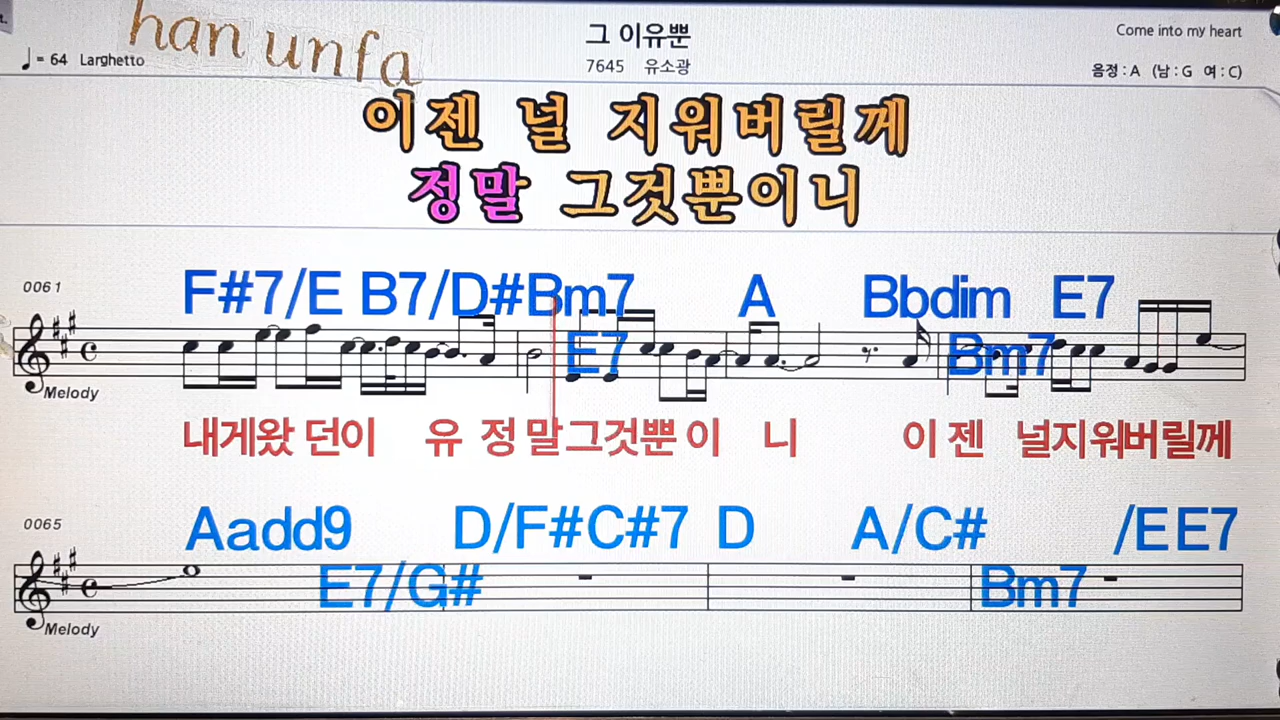 t.
han unfa
그 이유뿐
Come into my heart
♩= 64 Larghetto
7645 유소광
음정 : A (남 : G 여 : C)
이젠 널 지워버릴께
정말 그것뿐이니
0061
F#7/E B7/D# Bm7 A Bbdim E7
E7 Bm7
Melody
내게왔 던이 유 정 말그것뿐 이 니 이 젠 널지워버릴께
0065
Aadd9 D/F# C#7 D A/C# /E E7
E7/G# Bm7
Melody